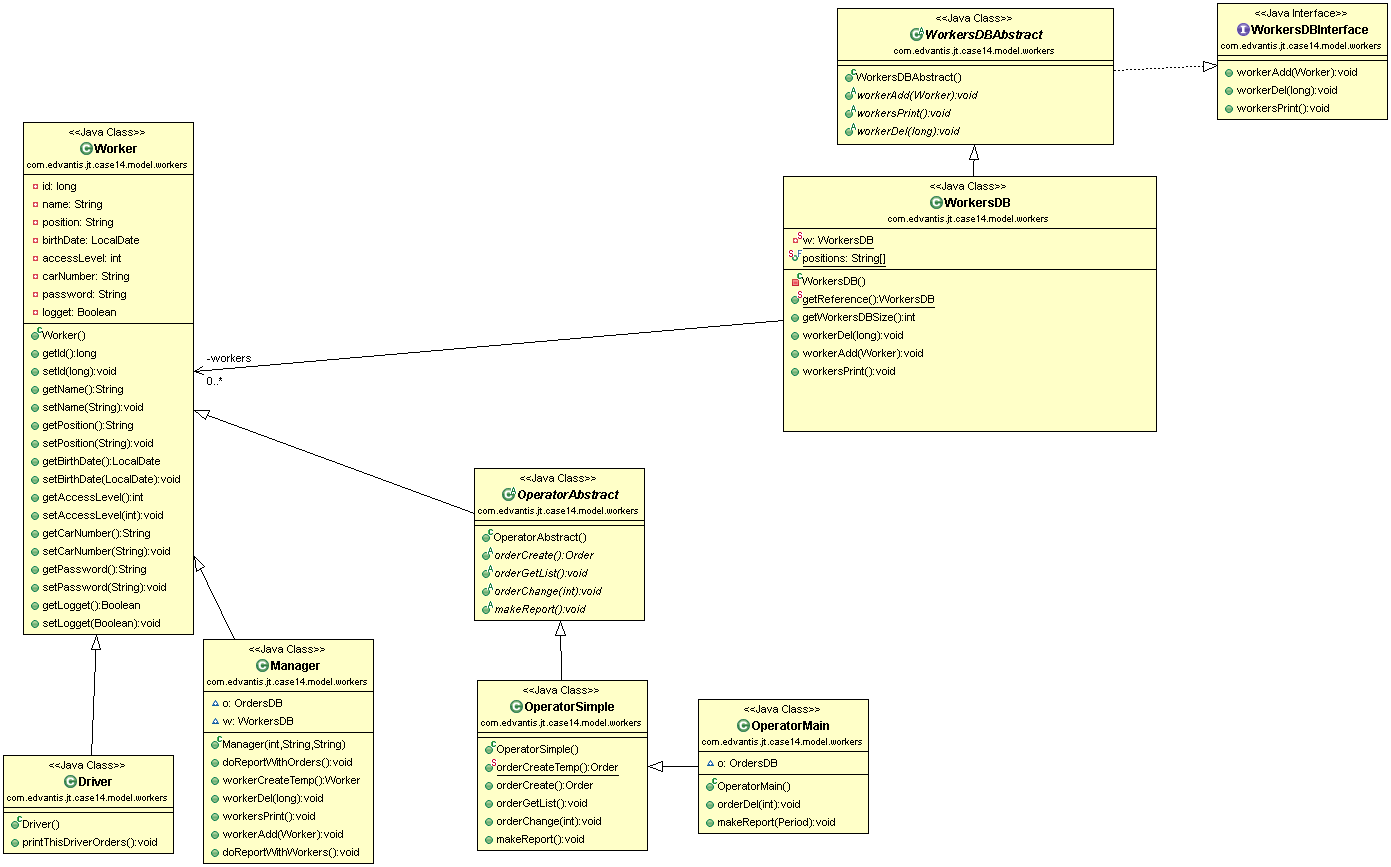 <<Java Class>>
WorkersDBAbstract
com.edvantis.jt.case14.model.workers
WorkersDBAbstract()
workerAdd(Worker):void
workersPrint():void
workerDel(long):void
<<Java Interface>>
WorkersDBInterface
com.edvantis.jt.case14.model.workers
workerAdd(Worker):void
workerDel(long):void
workersPrint():void
<<Java Class>>
Worker
com.edvantis.jt.case14.model.workers
id: long
name: String
position: String
birthDate: LocalDate
accessLevel: int
carNumber: String
password: String
logget: Boolean
Worker()
getId():long
setId(long):void
getName():String
setName(String):void
getPosition():String
setPosition(String):void
getBirthDate():LocalDate
setBirthDate(LocalDate):void
getAccessLevel():int
setAccessLevel(int):void
getCarNumber():String
setCarNumber(String):void
getPassword():String
setPassword(String):void
getLogget():Boolean
setLogget(Boolean):void
<<Java Class>>
WorkersDB
com.edvantis.jt.case14.model.workers
w: WorkersDB
positions: String[]
WorkersDB()
getReference():WorkersDB
getWorkersDBSize():int
workerDel(long):void
workerAdd(Worker):void
workersPrint():void
-workers
0..*
<<Java Class>>
OperatorAbstract
com.edvantis.jt.case14.model.workers
OperatorAbstract()
orderCreate():Order
orderGetList():void
orderChange(int):void
makeReport():void
<<Java Class>>
Manager
com.edvantis.jt.case14.model.workers
o: OrdersDB
w: WorkersDB
Manager(int,String,String)
doReportWithOrders():void
workerCreateTemp():Worker
workerDel(long):void
workersPrint():void
workerAdd(Worker):void
doReportWithWorkers():void
<<Java Class>>
OperatorSimple
com.edvantis.jt.case14.model.workers
OperatorSimple()
orderCreateTemp():Order
orderCreate():Order
orderGetList():void
orderChange(int):void
makeReport():void
<<Java Class>>
OperatorMain
com.edvantis.jt.case14.model.workers
o: OrdersDB
OperatorMain()
orderDel(int):void
makeReport(Period):void
<<Java Class>>
Driver
com.edvantis.jt.case14.model.workers
Driver()
printThisDriverOrders():void